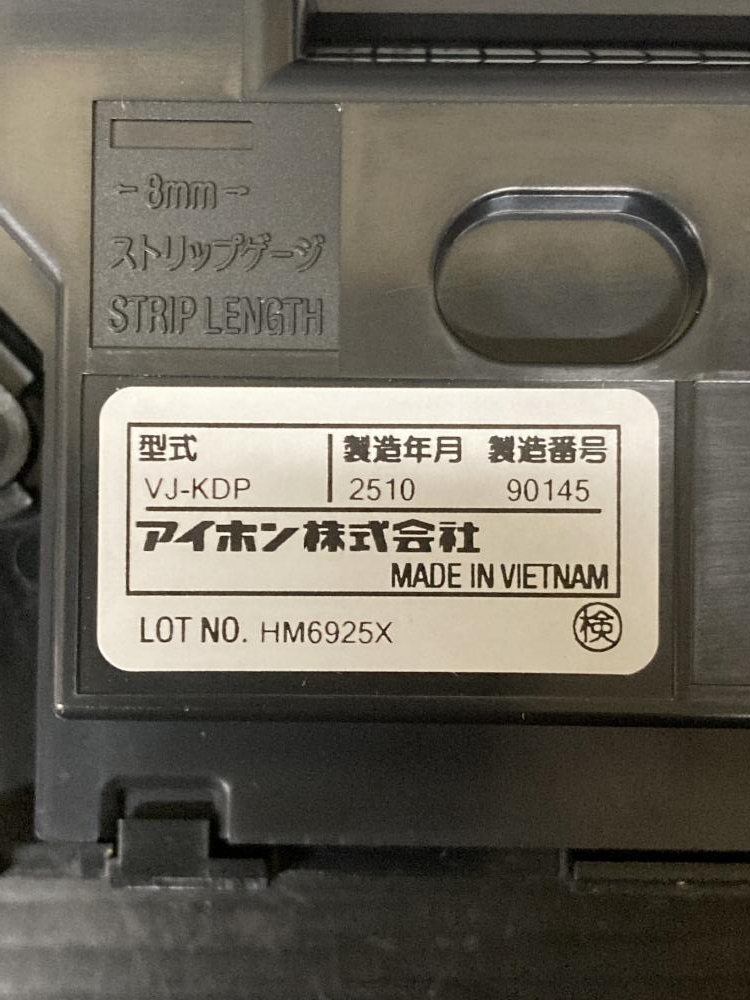 8mm
ストリップゲージ
STRIP LENGTH
型式 製造年月 製造番号
VJ-KDP 2510 90145
アイホン株式会社
MADE IN VIETNAM
LOT NO. HM6925X 検